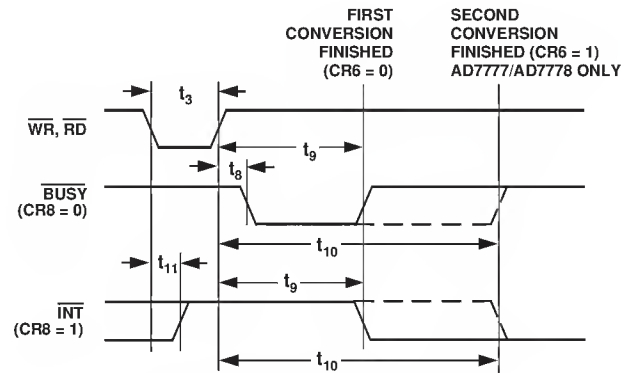 FIRST
CONVERSION
FINISHED
(CR6 = 0)
SECOND
CONVERSION
FINISHED (CR6 = 1)
AD7777/AD7778 ONLY
t3
WR, RD
t9
t8
BUSY
(CR8 = 0)
t10
t11
t9
INT
(CR8 = 1)
t10